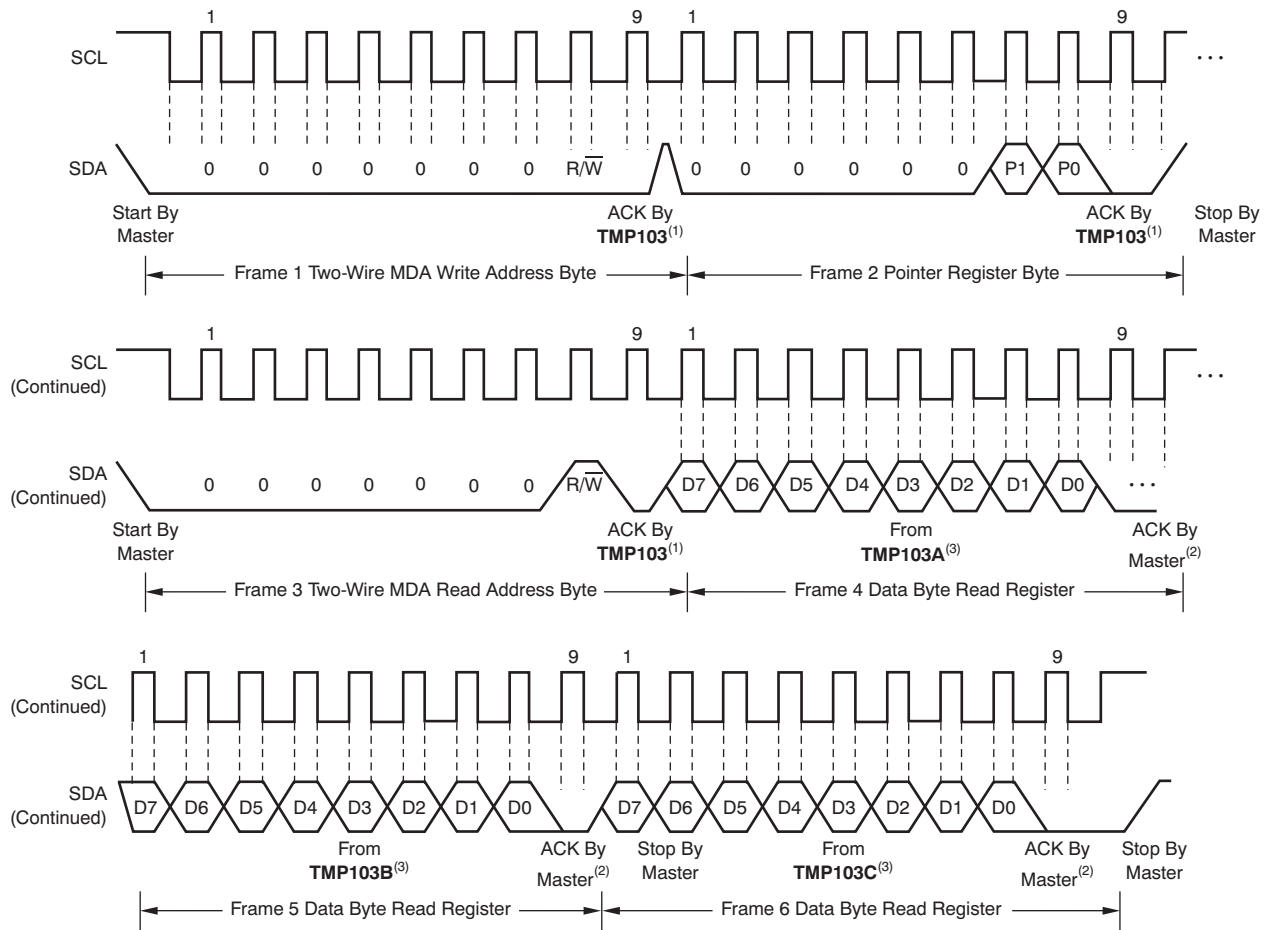 1 9 1 9
SCL ...
SDA 0 0 0 0 0 0 0 R/W̅ 0 0 0 0 0 0 P1 P0
Start By Master ACK By TMP103(1) ACK By TMP103(1) Stop By Master
Frame 1 Two-Wire MDA Write Address Byte Frame 2 Pointer Register Byte
1 9 1 9
SCL (Continued) ...
SDA (Continued) 0 0 0 0 0 0 0 R/W̅ D7 D6 D5 D4 D3 D2 D1 D0 ...
Start By Master ACK By TMP103(1) From TMP103A(3) ACK By Master(2)
Frame 3 Two-Wire MDA Read Address Byte Frame 4 Data Byte Read Register
1 9 1 9
SCL (Continued)
SDA (Continued) D7 D6 D5 D4 D3 D2 D1 D0 D7 D6 D5 D4 D3 D2 D1 D0
From TMP103B(3) ACK By Master(2) Stop By Master From TMP103C(3) ACK By Master(2) Stop By Master
Frame 5 Data Byte Read Register Frame 6 Data Byte Read Register